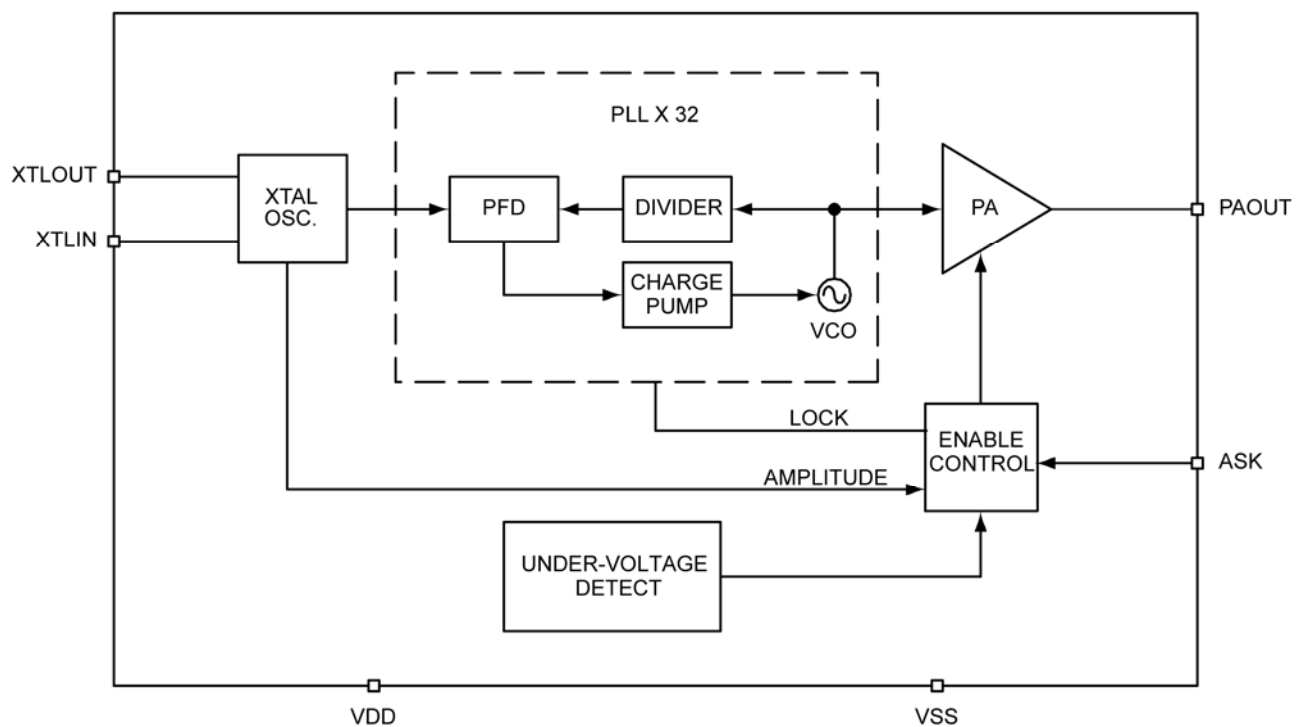 PLL X 32
XTLOUT
XTLIN
XTAL
OSC.
PFD
DIVIDER
PA
PAOUT
CHARGE
PUMP
VCO
LOCK
ENABLE
CONTROL
ASK
AMPLITUDE
UNDER-VOLTAGE
DETECT
VDD
VSS